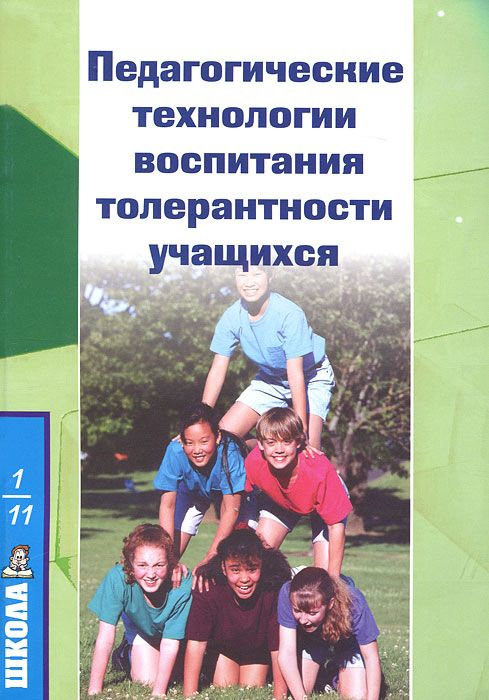 Педагогические
технологии
воспитания
толерантности
учащихся
1
11
ШКОЛА